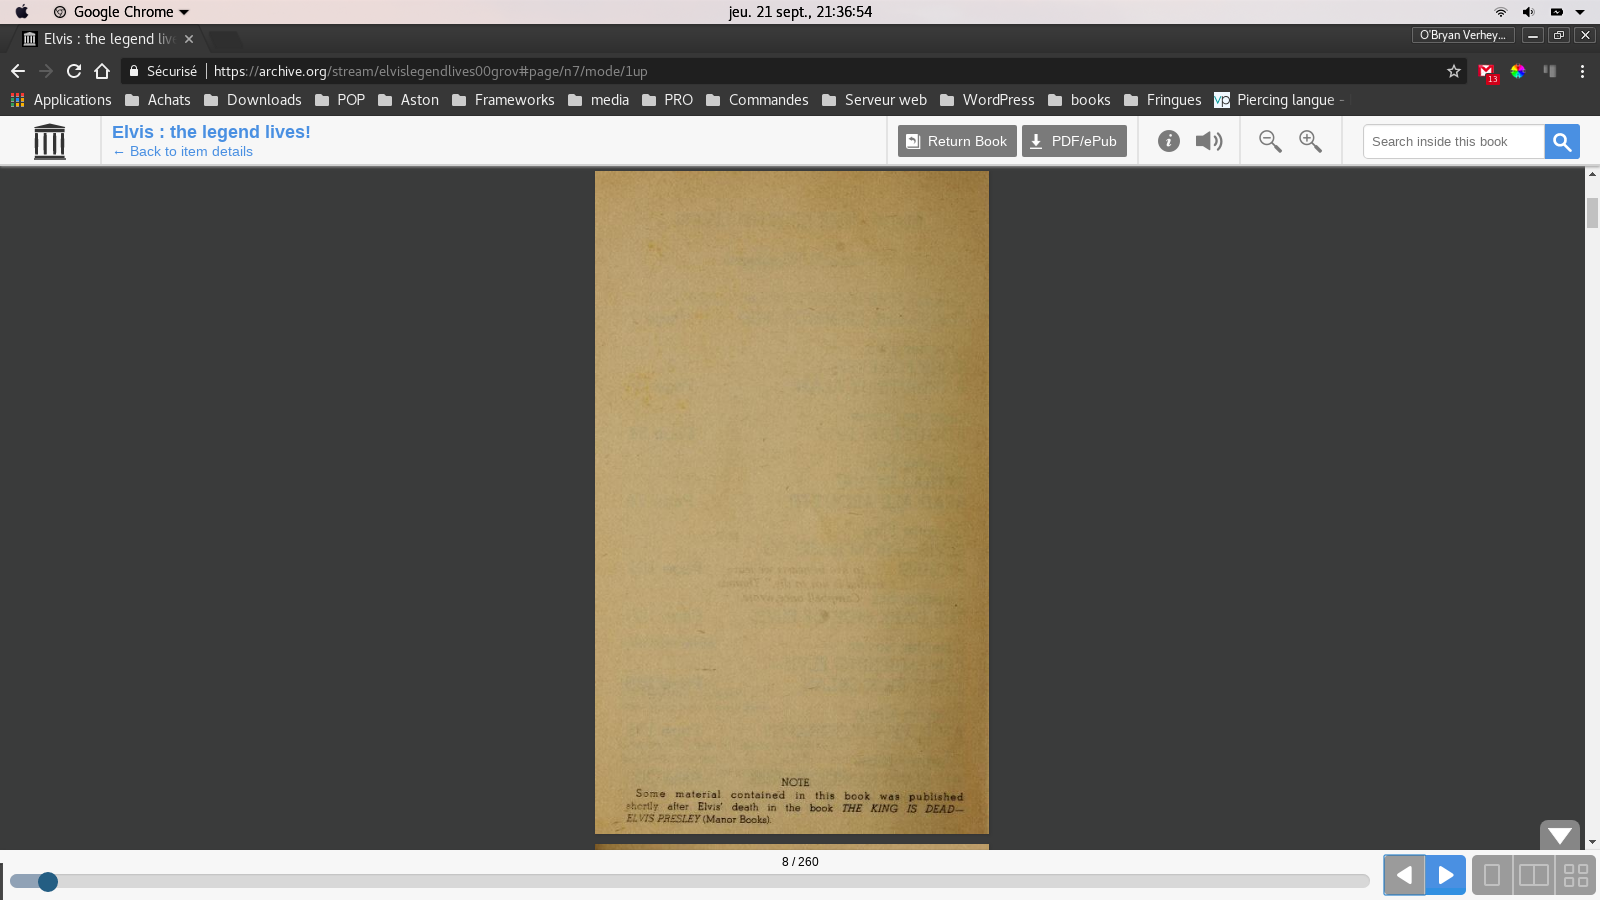 Google Chrome
jeu. 21 sept., 21:36:54
Elvis : the legend liv
O'Bryan Verhey...
Sécurisé
https://archive.org/stream/elvislegendlives00grov#page/n7/mode/1up
13
Applications Achats Downloads POP Aston Frameworks media PRO Commandes Serveur web WordPress books Fringues vp Piercing langue -
Elvis : the legend lives!
← Back to item details
Return Book
PDF/ePub
Search inside this book
NOTE
Some material contained in this book was published
shortly after Elvis' death in the book THE KING IS DEAD—
ELVIS PRESLEY (Manor Books).
8 / 260